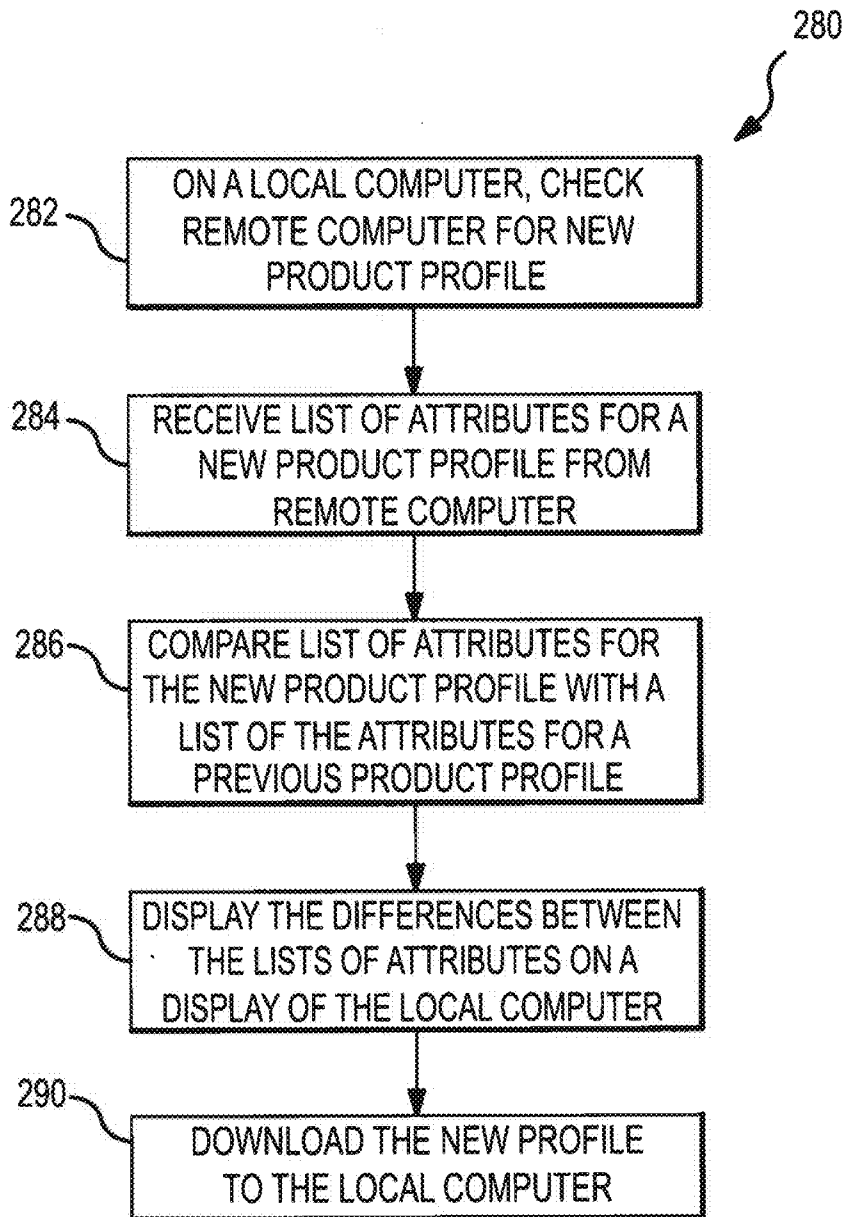 280
282
ON A LOCAL COMPUTER, CHECK
REMOTE COMPUTER FOR NEW
PRODUCT PROFILE
284
RECEIVE LIST OF ATTRIBUTES FOR A
NEW PRODUCT PROFILE FROM
REMOTE COMPUTER
286
COMPARE LIST OF ATTRIBUTES FOR
THE NEW PRODUCT PROFILE WITH A
LIST OF THE ATTRIBUTES FOR A
PREVIOUS PRODUCT PROFILE
288
DISPLAY THE DIFFERENCES BETWEEN
THE LISTS OF ATTRIBUTES ON A
DISPLAY OF THE LOCAL COMPUTER
290
DOWNLOAD THE NEW PROFILE
TO THE LOCAL COMPUTER